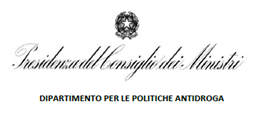 Presidenza del Consiglio dei Ministri
DIPARTIMENTO PER LE POLITICHE ANTIDROGA